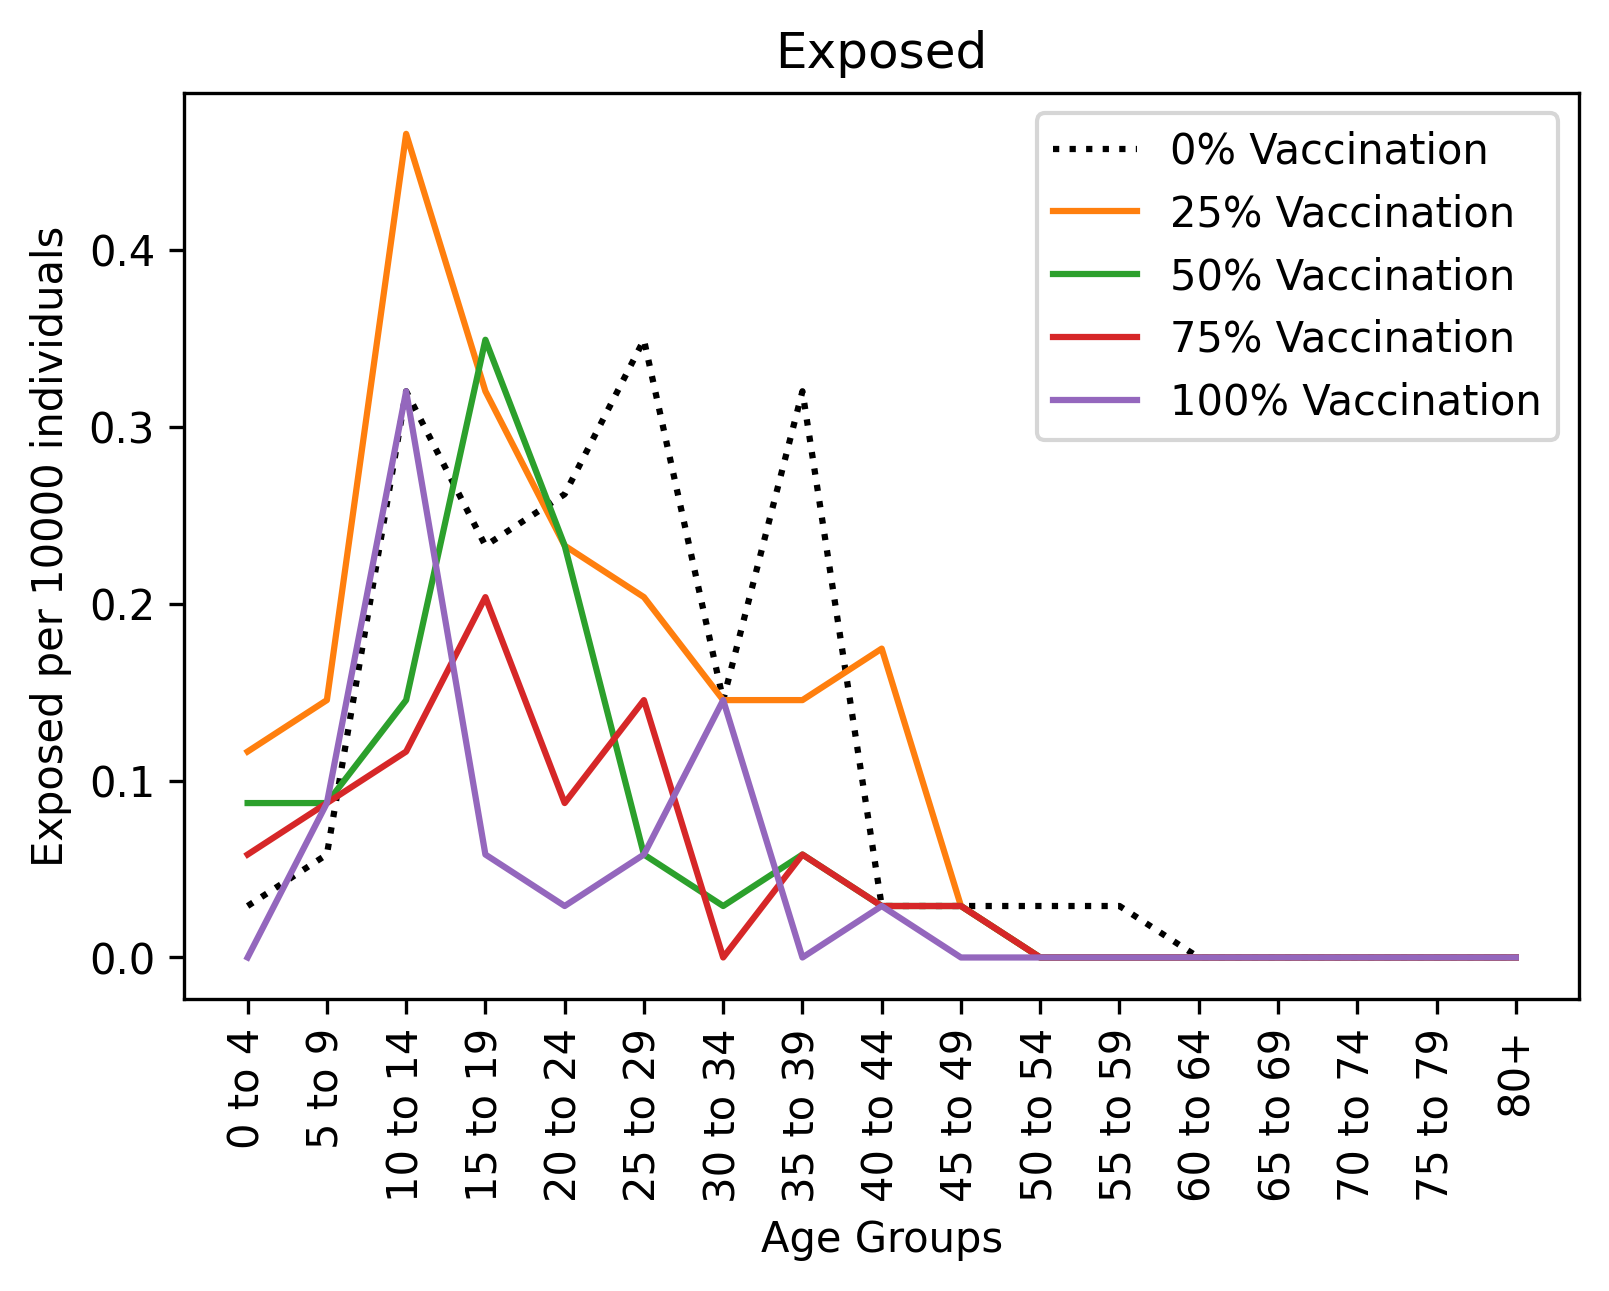 Exposed
0% Vaccination
25% Vaccination
50% Vaccination
75% Vaccination
100% Vaccination
Exposed per 10000 individuals
0.4
0.3
0.2
0.1
0.0
0 to 4
5 to 9
10 to 14
15 to 19
20 to 24
25 to 29
30 to 34
35 to 39
40 to 44
45 to 49
50 to 54
55 to 59
60 to 64
65 to 69
70 to 74
75 to 79
80+
Age Groups